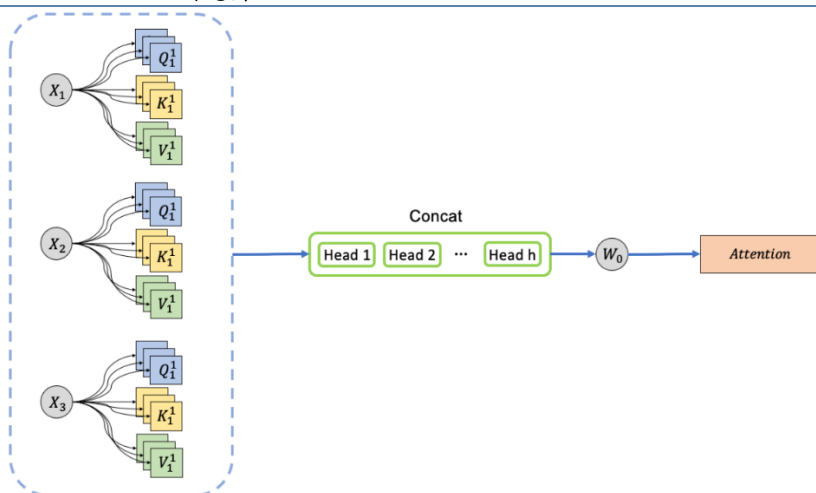 X₁
Q₁¹
K₁¹
V₁¹
X₂
Q₁¹
K₁¹
V₁¹
X₃
Q₁¹
K₁¹
V₁¹
Concat
Head 1 Head 2 ··· Head h
W₀
Attention